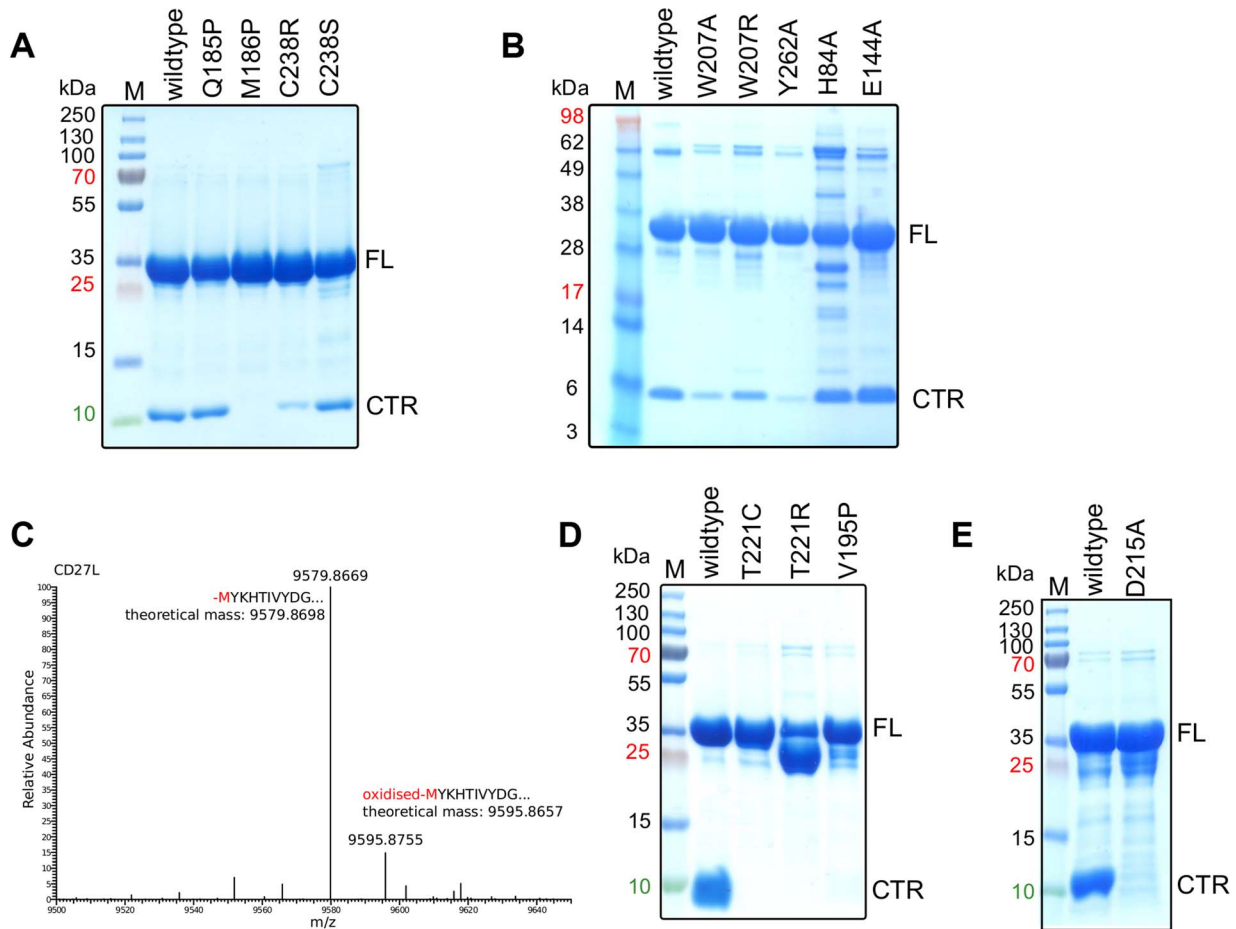 A
kDa
M
wildtype
Q185P
M186P
C238R
C238S
250
130
100
70
55
35
25
15
10
FL
CTR
B
kDa
M
wildtype
W207A
W207R
Y262A
H84A
E144A
98
62
49
38
28
17
14
6
3
FL
CTR
C
CD27L
9579.8669
-MYKHTIVYDG...
theoretical mass: 9579.8698
oxidised-MYKHTIVYDG...
theoretical mass: 9595.8657
9595.8755
Relative Abundance
100
95
90
85
80
75
70
65
60
55
50
45
40
35
30
25
20
15
10
5
0
9500
9520
9540
9560
9580
9600
9620
9640
m/z
D
kDa
M
wildtype
T221C
T221R
V195P
250
130
100
70
55
35
25
15
10
FL
CTR
E
kDa
M
wildtype
D215A
250
130
100
70
55
35
25
15
10
FL
CTR